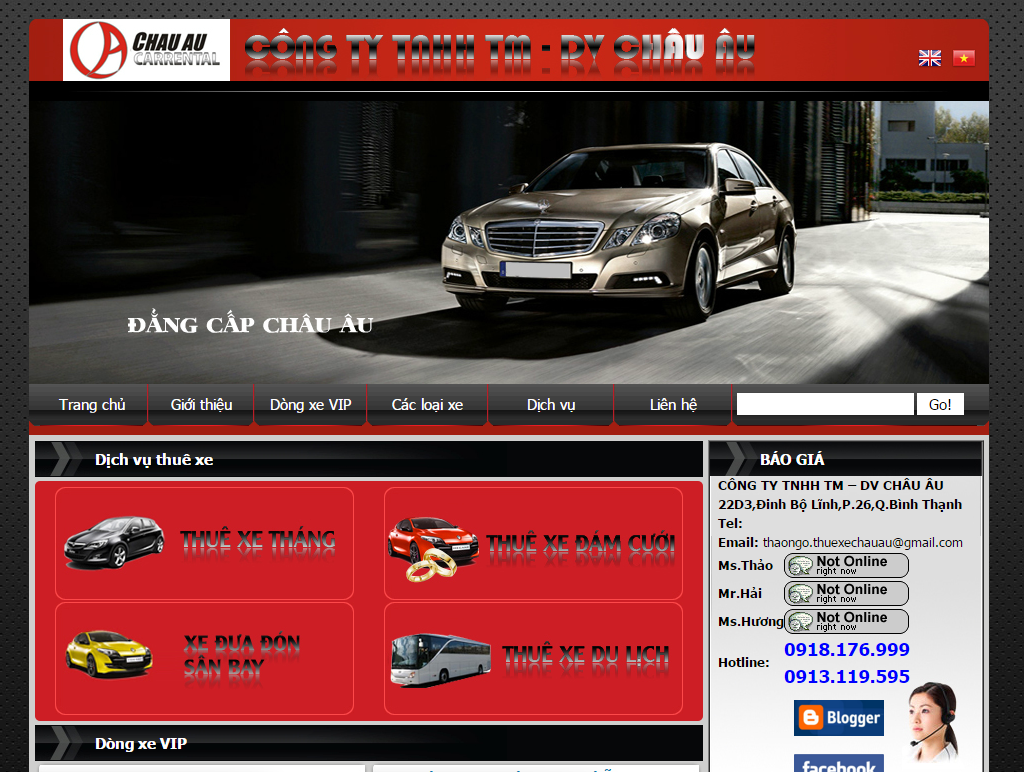 CHAU AU
CARRENTAL
CÔNG TY TNHH TM - DV CHÂU ÂU
ĐẲNG CẤP CHÂU ÂU
Trang chủ
Giới thiệu
Dòng xe VIP
Các loại xe
Dịch vụ
Liên hệ
Go!
Dịch vụ thuê xe
THUÊ XE THÁNG
THUÊ XE ĐÁM CƯỚI
XE ĐƯA ĐÓN
SÂN BAY
THUÊ XE DU LỊCH
Dòng xe VIP
BÁO GIÁ
CÔNG TY TNHH TM – DV CHÂU ÂU
22D3,Đinh Bộ Lĩnh,P.26,Q.Bình Thạnh
Tel:
Email: thaongo.thuexechauau@gmail.com
Ms.Thảo
Not Online
right now
Mr.Hải
Not Online
right now
Ms.Hương
Not Online
right now
Hotline:
0918.176.999
0913.119.595
Blogger
facebook